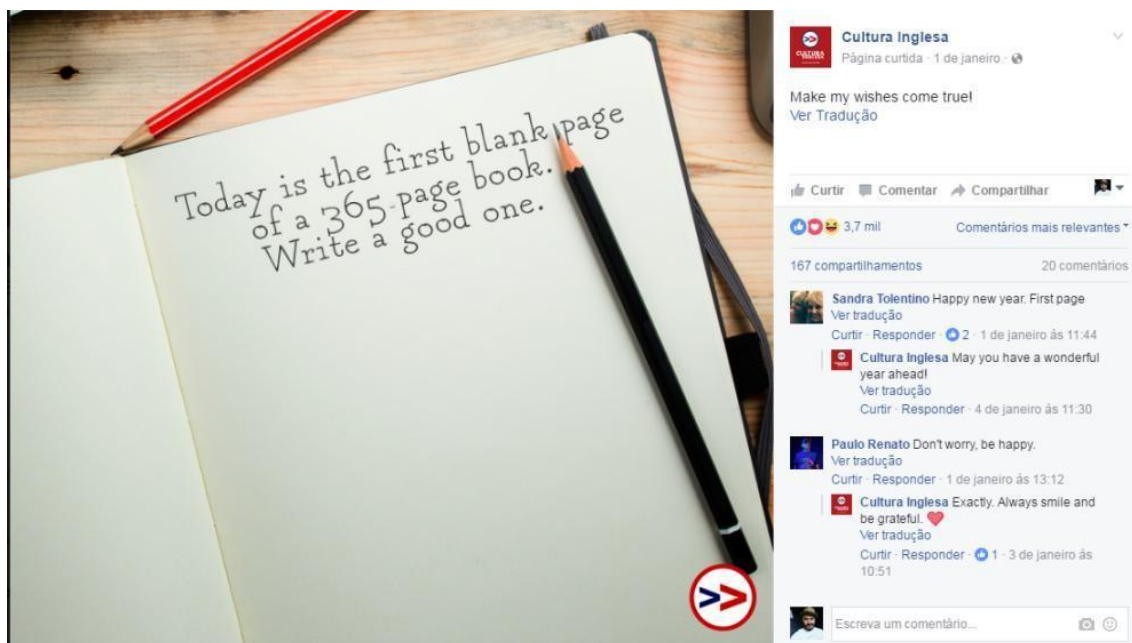 Today is the first blank page
of a 365-page book.
Write a good one.
Cultura Inglesa
Página curtida · 1 de janeiro ·
Make my wishes come true!
Ver Tradução
Curtir Comentar Compartilhar
3,7 mil Comentários mais relevantes
167 compartilhamentos 20 comentários
Sandra Tolentino Happy new year. First page
Ver tradução
Curtir · Responder · 2 · 1 de janeiro ás 11:44
Cultura Inglesa May you have a wonderful
year ahead!
Ver tradução
Curtir · Responder · 4 de janeiro ás 11:30
Paulo Renato Don't worry, be happy.
Ver tradução
Curtir · Responder · 1 de janeiro ás 13:12
Cultura Inglesa Exactly. Always smile and
be grateful. ❤
Ver tradução
Curtir · Responder · 1 · 3 de janeiro ás
10:51
Escreva um comentário...